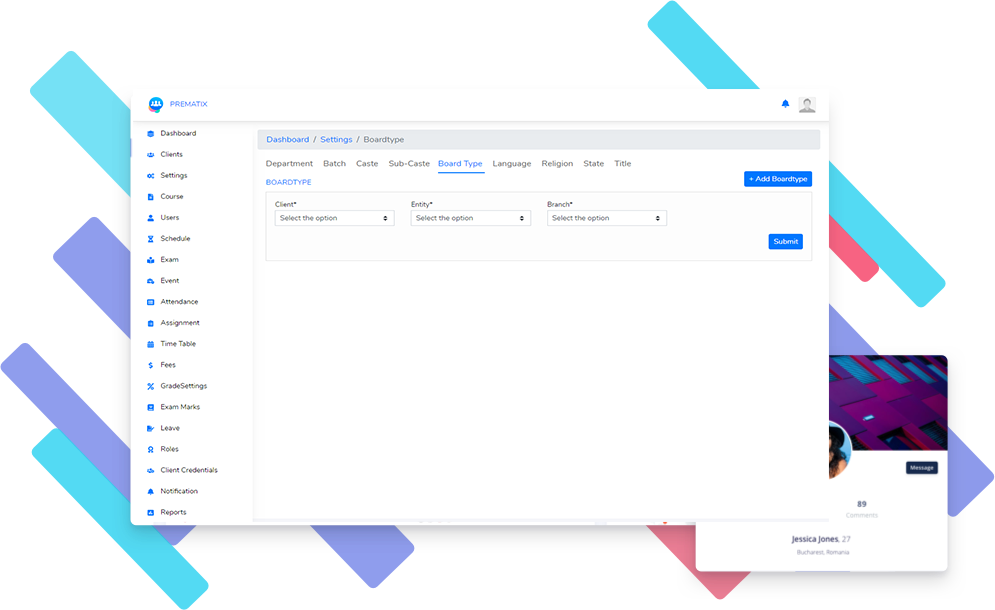 PREMATIX
Dashboard
Clients
Settings
Course
Users
Schedule
Exam
Event
Attendance
Assignment
Time Table
Fees
GradeSettings
Exam Marks
Leave
Roles
Client Credentials
Notification
Reports
Dashboard / Settings / Boardtype
Department Batch Caste Sub-Caste Board Type Language Religion State Title
BOARDTYPE
+ Add Boardtype
Client* Entity* Branch*
Select the option Select the option Select the option
Submit
Message
89
Comments
Jessica Jones, 27
Bucharest, Romania